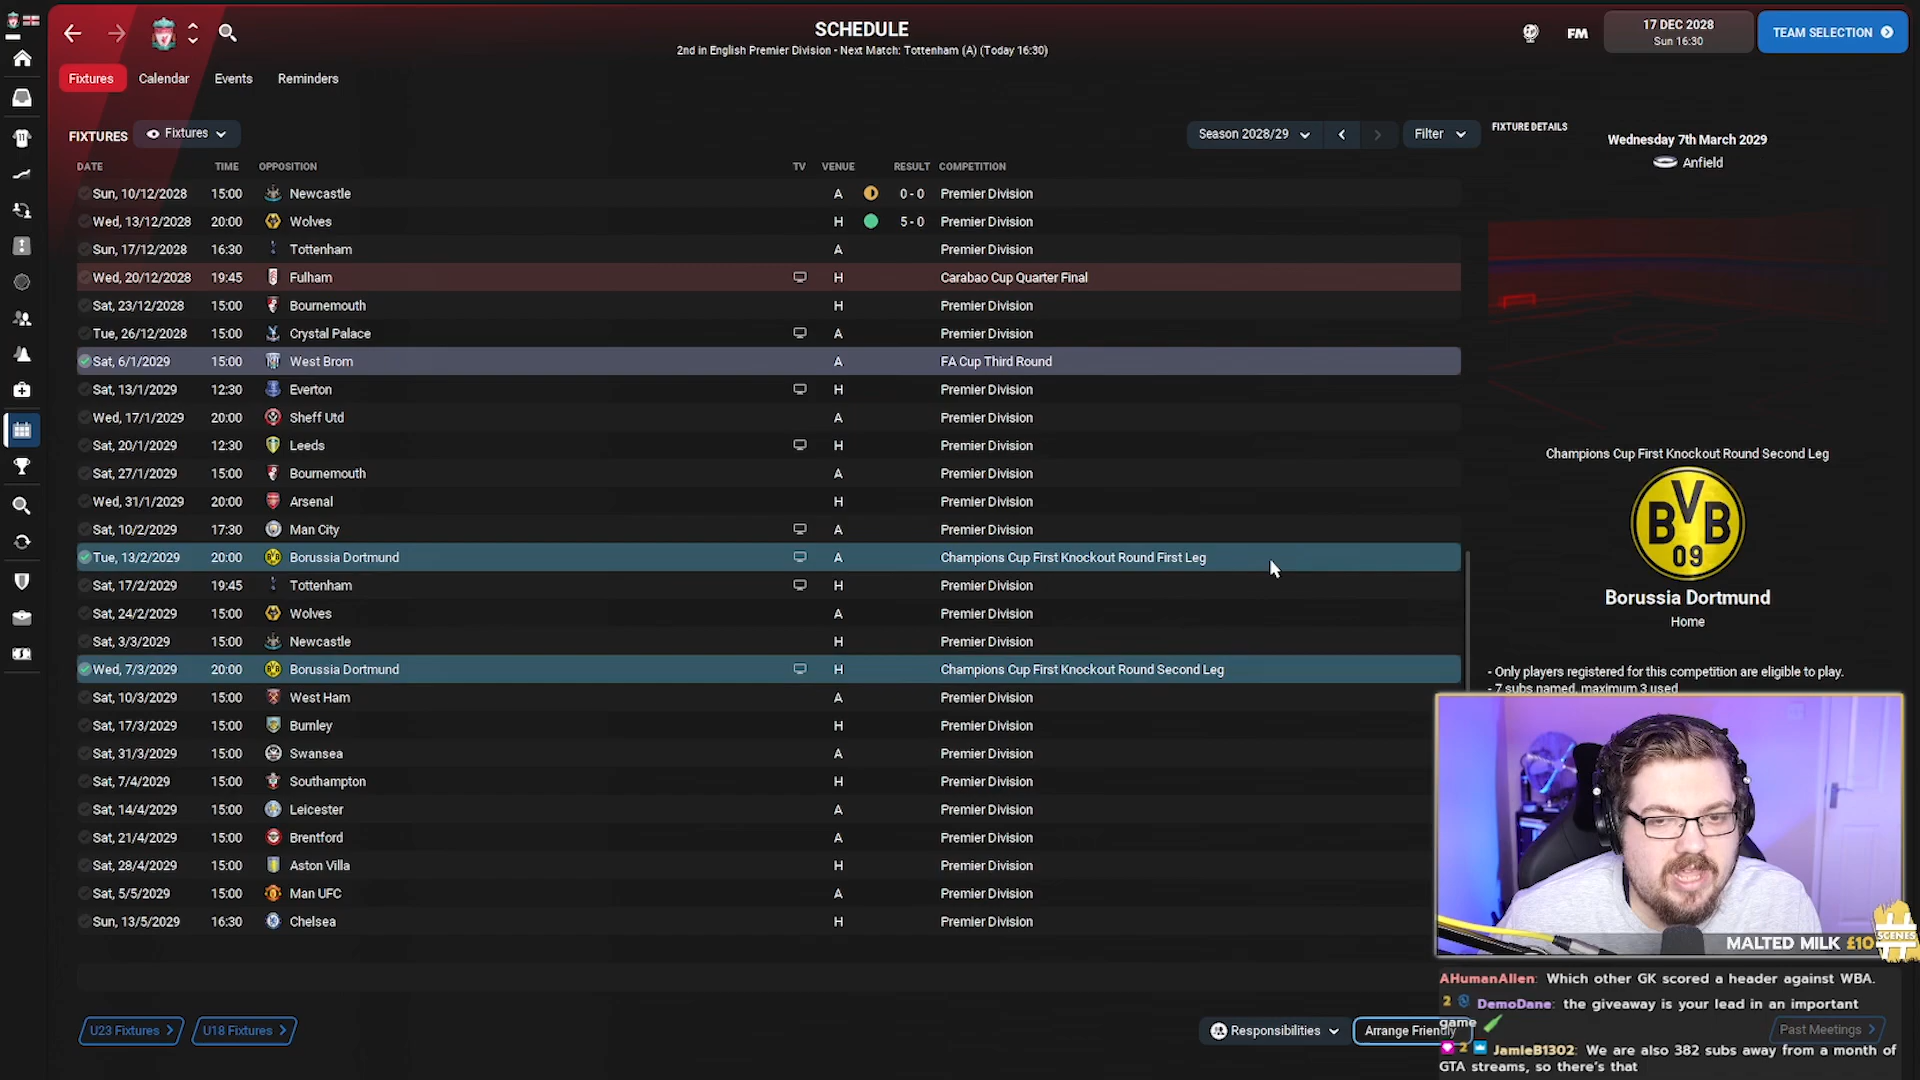 SCHEDULE
2nd in English Premier Division - Next Match: Tottenham (A) (Today 16:30)
FM
17 DEC 2028
Sun 16:30
TEAM SELECTION
Fixtures Calendar Events Reminders
FIXTURES Fixtures
Season 2028/29 Filter
DATE TIME OPPOSITION TV VENUE RESULT COMPETITION
Sun, 10/12/2028 15:00 Newcastle A 0 - 0 Premier Division
Wed, 13/12/2028 20:00 Wolves H 5 - 0 Premier Division
Sun, 17/12/2028 16:30 Tottenham A Premier Division
Wed, 20/12/2028 19:45 Fulham H Carabao Cup Quarter Final
Sat, 23/12/2028 15:00 Bournemouth H Premier Division
Tue, 26/12/2028 15:00 Crystal Palace A Premier Division
Sat, 6/1/2029 15:00 West Brom A FA Cup Third Round
Sat, 13/1/2029 12:30 Everton H Premier Division
Wed, 17/1/2029 20:00 Sheff Utd A Premier Division
Sat, 20/1/2029 12:30 Leeds H Premier Division
Sat, 27/1/2029 15:00 Bournemouth A Premier Division
Wed, 31/1/2029 20:00 Arsenal H Premier Division
Sat, 10/2/2029 17:30 Man City A Premier Division
Tue, 13/2/2029 20:00 Borussia Dortmund A Champions Cup First Knockout Round First Leg
Sat, 17/2/2029 19:45 Tottenham H Premier Division
Sat, 24/2/2029 15:00 Wolves A Premier Division
Sat, 3/3/2029 15:00 Newcastle H Premier Division
Wed, 7/3/2029 20:00 Borussia Dortmund H Champions Cup First Knockout Round Second Leg
Sat, 10/3/2029 15:00 West Ham A Premier Division
Sat, 17/3/2029 15:00 Burnley H Premier Division
Sat, 31/3/2029 15:00 Swansea A Premier Division
Sat, 7/4/2029 15:00 Southampton H Premier Division
Sat, 14/4/2029 15:00 Leicester A Premier Division
Sat, 21/4/2029 15:00 Brentford A Premier Division
Sat, 28/4/2029 15:00 Aston Villa H Premier Division
Sat, 5/5/2029 15:00 Man UFC A Premier Division
Sun, 13/5/2029 16:30 Chelsea H Premier Division
U23 Fixtures U18 Fixtures
Responsibilities Arrange Friendly Past Meetings
FIXTURE DETAILS
Wednesday 7th March 2029
Anfield
Champions Cup First Knockout Round Second Leg
BVB
09
Borussia Dortmund
Home
- Only players registered for this competition are eligible to play.
- 7 subs named, maximum 3 used
MALTED MILK £10
SCENES
AHumanAlien: Which other GK scored a header against WBA.
2 DemoDane: the giveaway is your lead in an important
game
2 JamieB1302: We are also 382 subs away from a month of
GTA streams, so there's that